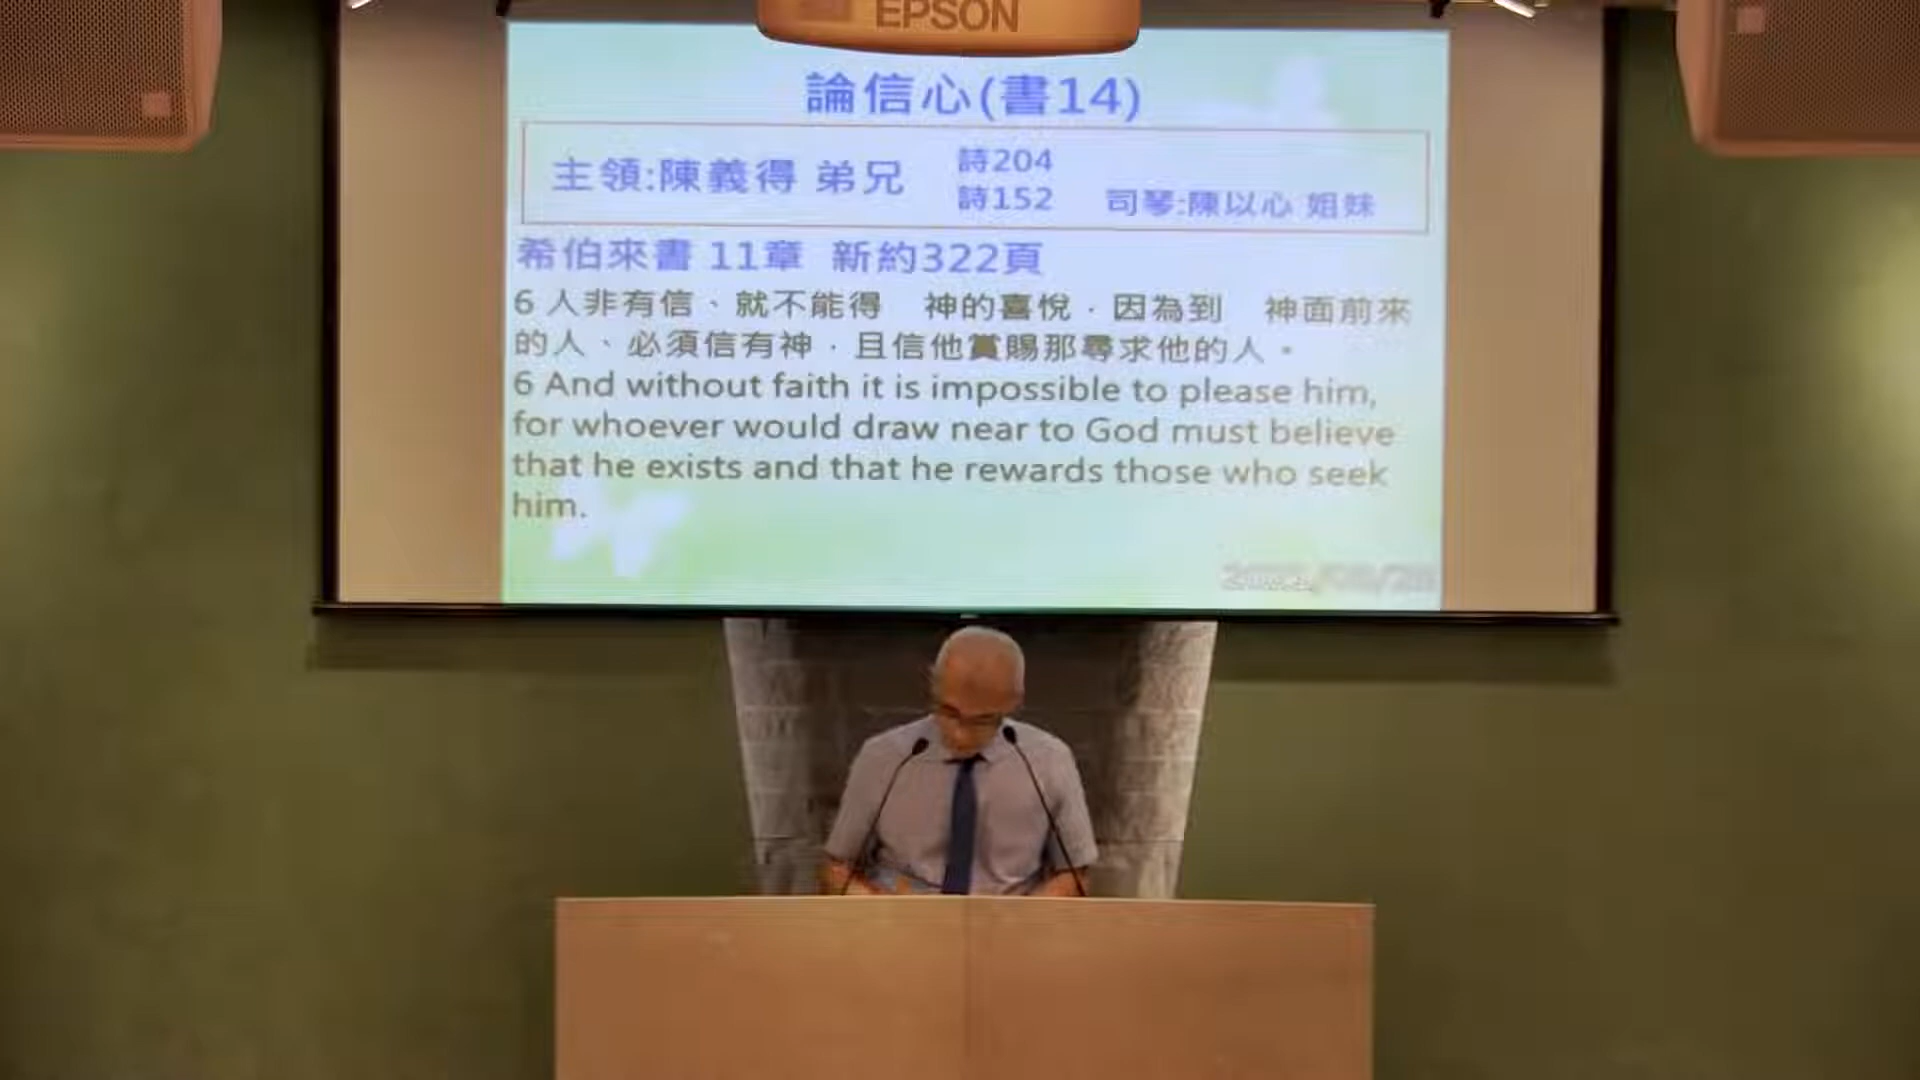 EPSON
論信心(書14)
主領:陳義得 弟兄
詩204
詩152
司琴:陳以心 姐妹
希伯來書 11章 新約322頁
6 人非有信、就不能得　神的喜悅．因為到　神面前來
的人、必須信有神．且信他賞賜那尋求他的人。
6 And without faith it is impossible to please him,
for whoever would draw near to God must believe
that he exists and that he rewards those who seek
him.